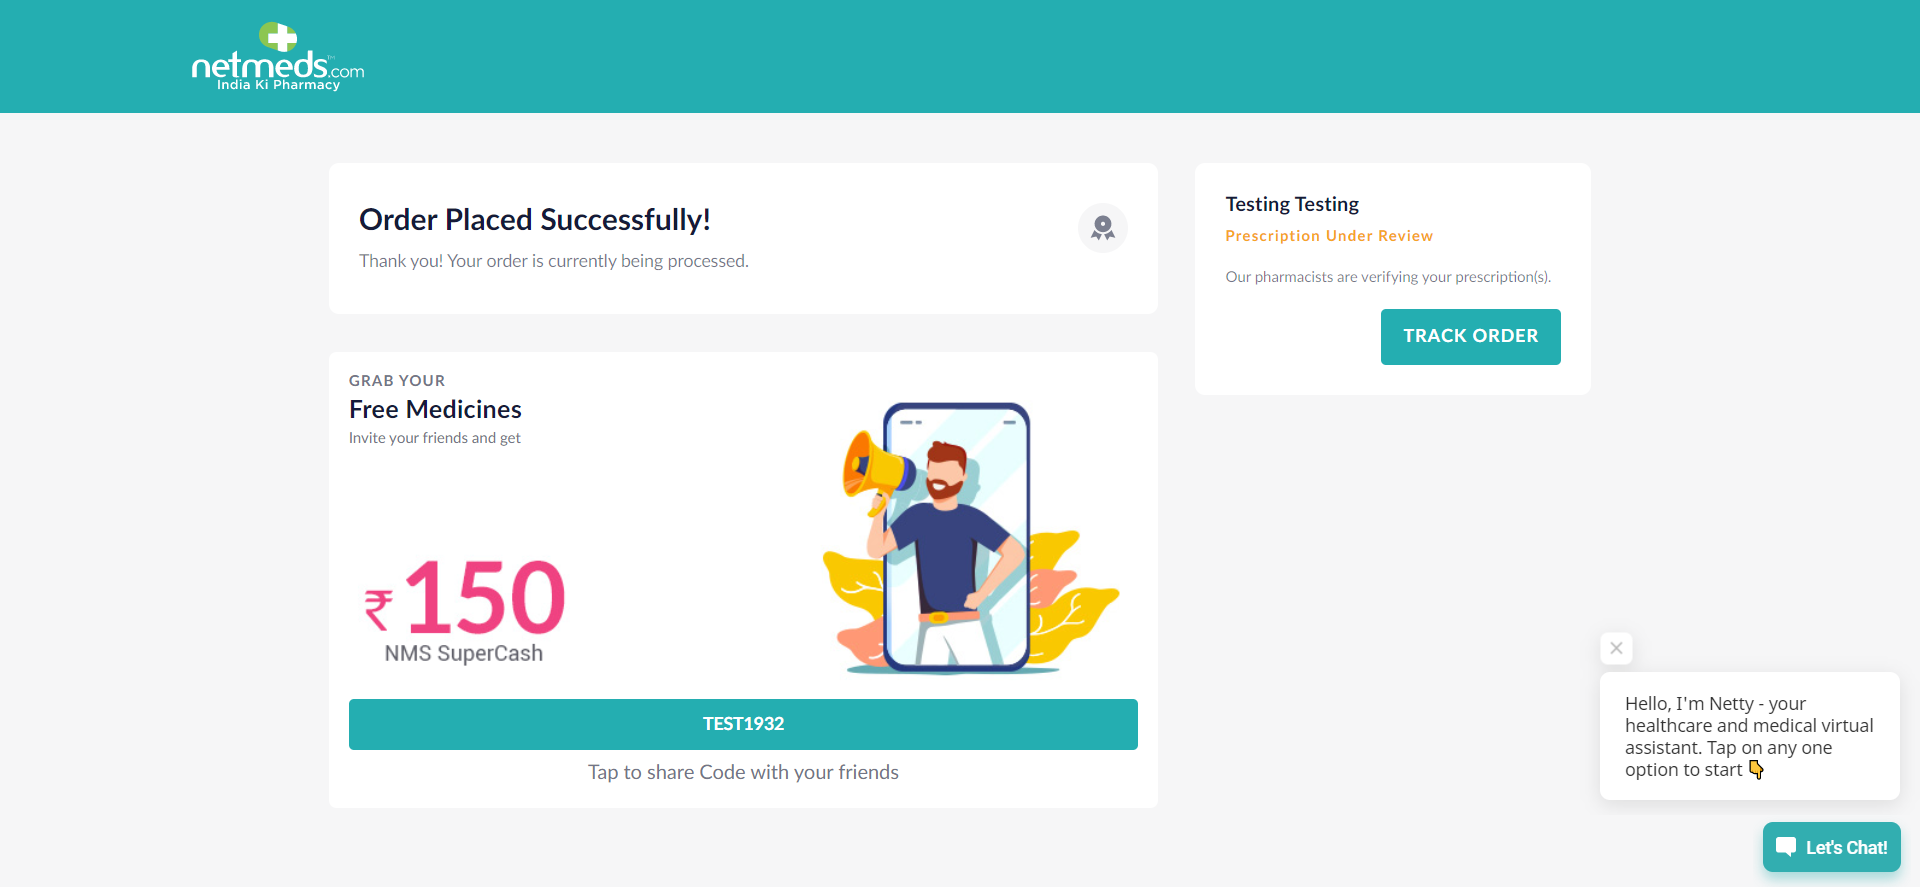 netmeds.com™
India Ki Pharmacy
Order Placed Successfully!
Thank you! Your order is currently being processed.
GRAB YOUR
Free Medicines
Invite your friends and get
₹150
NMS SuperCash
TEST1932
Tap to share Code with your friends
Testing Testing
Prescription Under Review
Our pharmacists are verifying your prescription(s).
TRACK ORDER
Hello, I'm Netty - your
healthcare and medical virtual
assistant. Tap on any one
option to start 👇
Let's Chat!